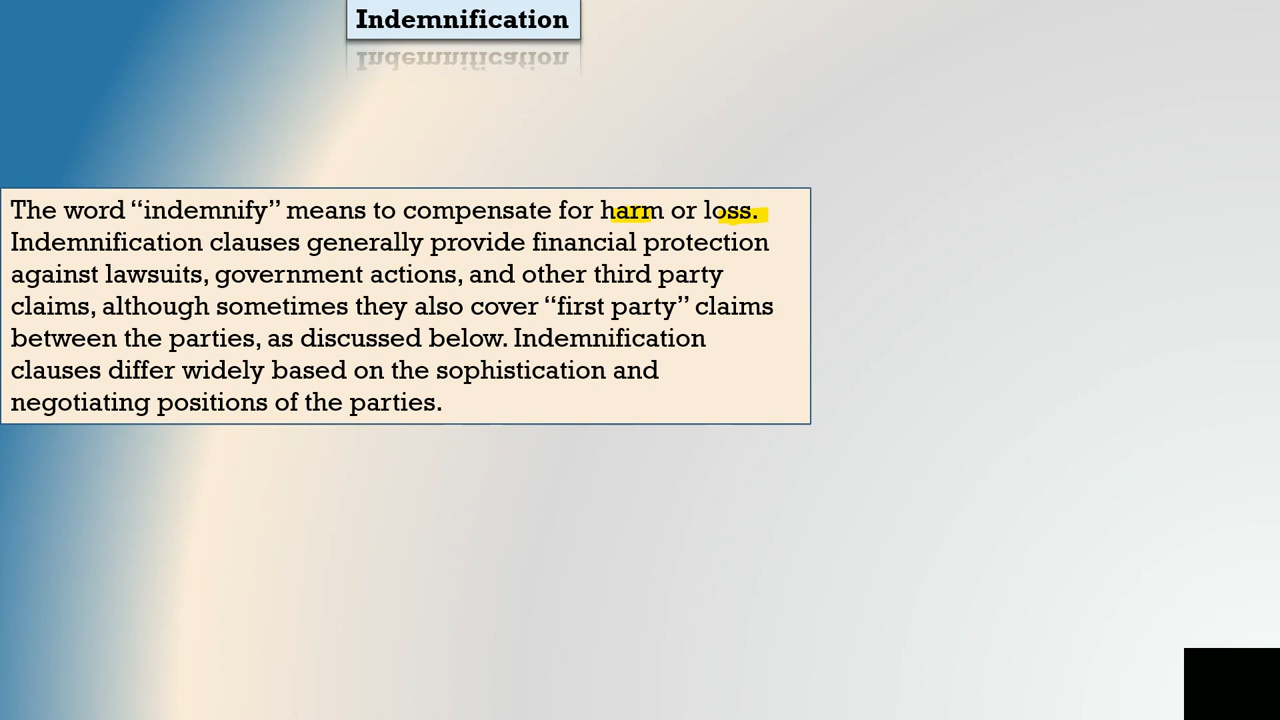 Indemnification
The word “indemnify” means to compensate for harm or loss.
Indemnification clauses generally provide financial protection
against lawsuits, government actions, and other third party
claims, although sometimes they also cover “first party” claims
between the parties, as discussed below. Indemnification
clauses differ widely based on the sophistication and
negotiating positions of the parties.